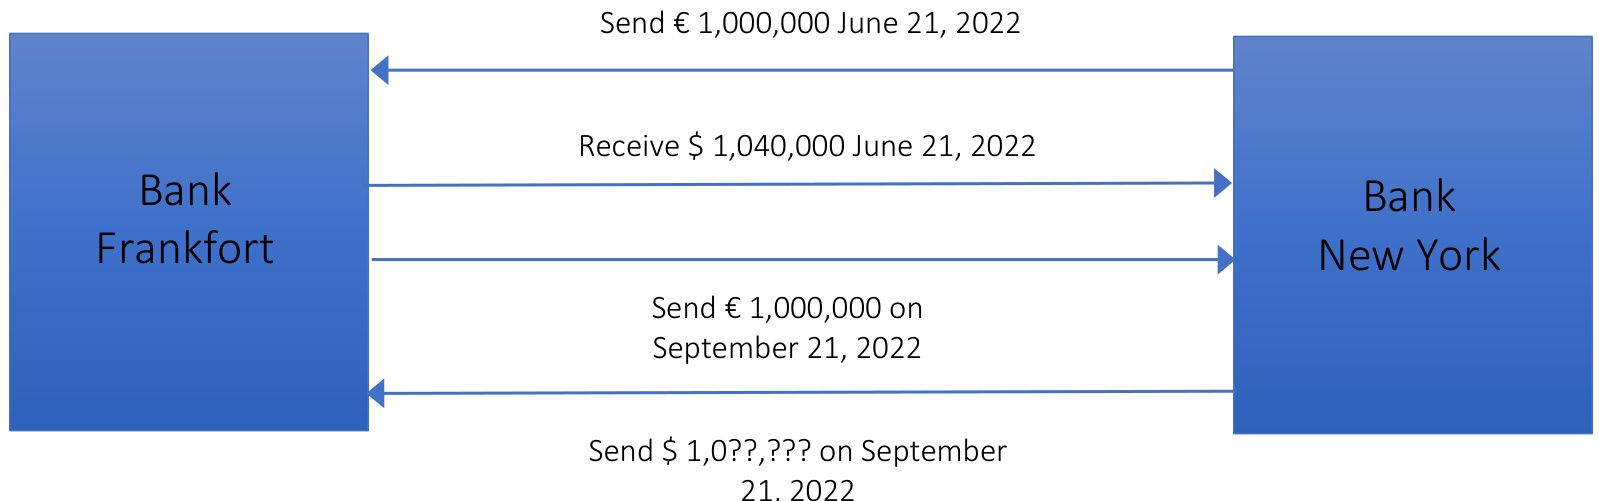 Send € 1,000,000 June 21, 2022
Receive $ 1,040,000 June 21, 2022
Bank
Frankfort
Bank
New York
Send € 1,000,000 on
September 21, 2022
Send $ 1,0??,??? on September
21, 2022